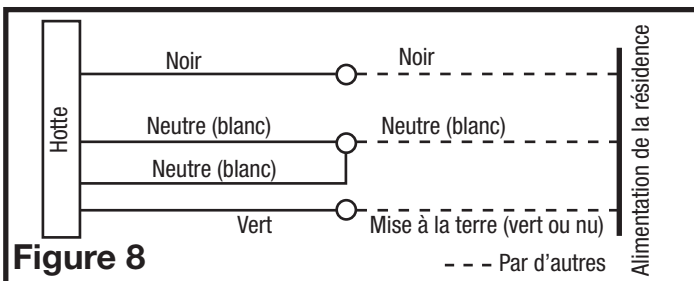 Noir
Noir
Hotte
Neutre (blanc)
Neutre (blanc)
Neutre (blanc)
Vert
Mise à la terre (vert ou nu)
Alimentation de la résidence
Figure 8
--- Par d'autres